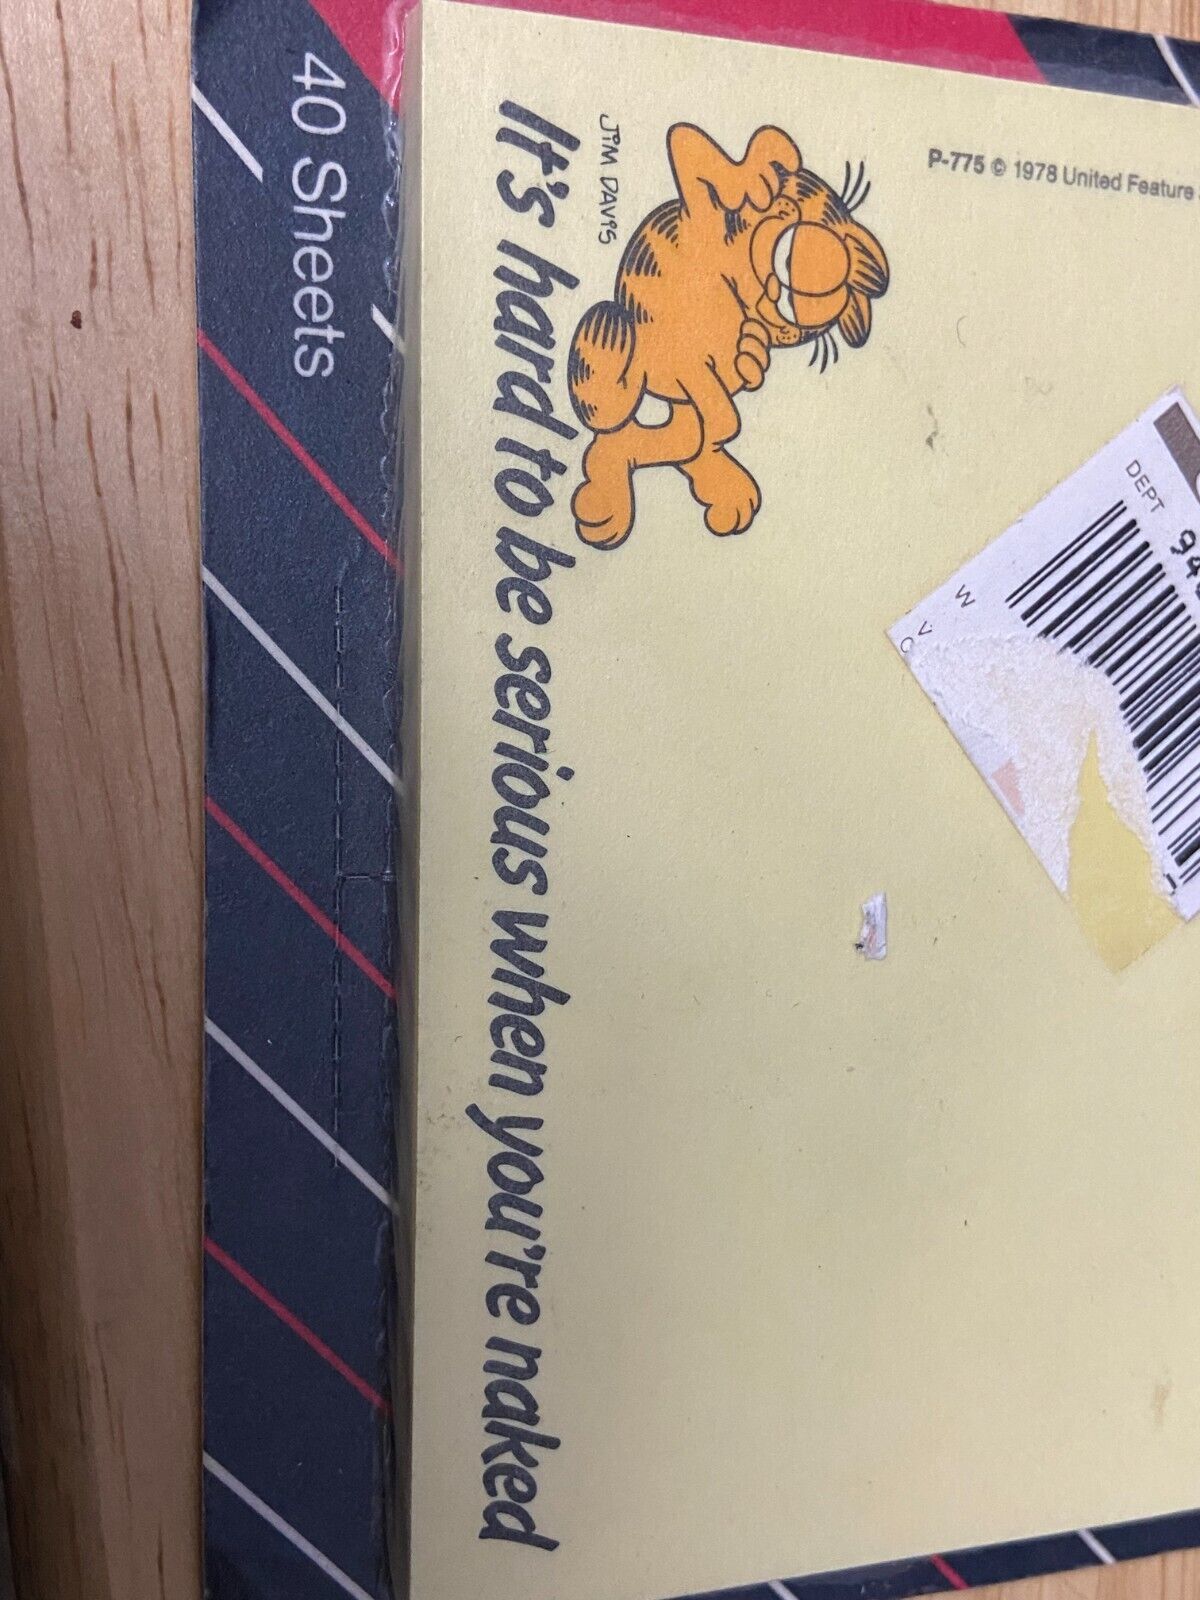 P-775 © 1978 United Feature
DEPT
W
V
JIM DAVIS
It's hard to be serious when you're naked
40 Sheets